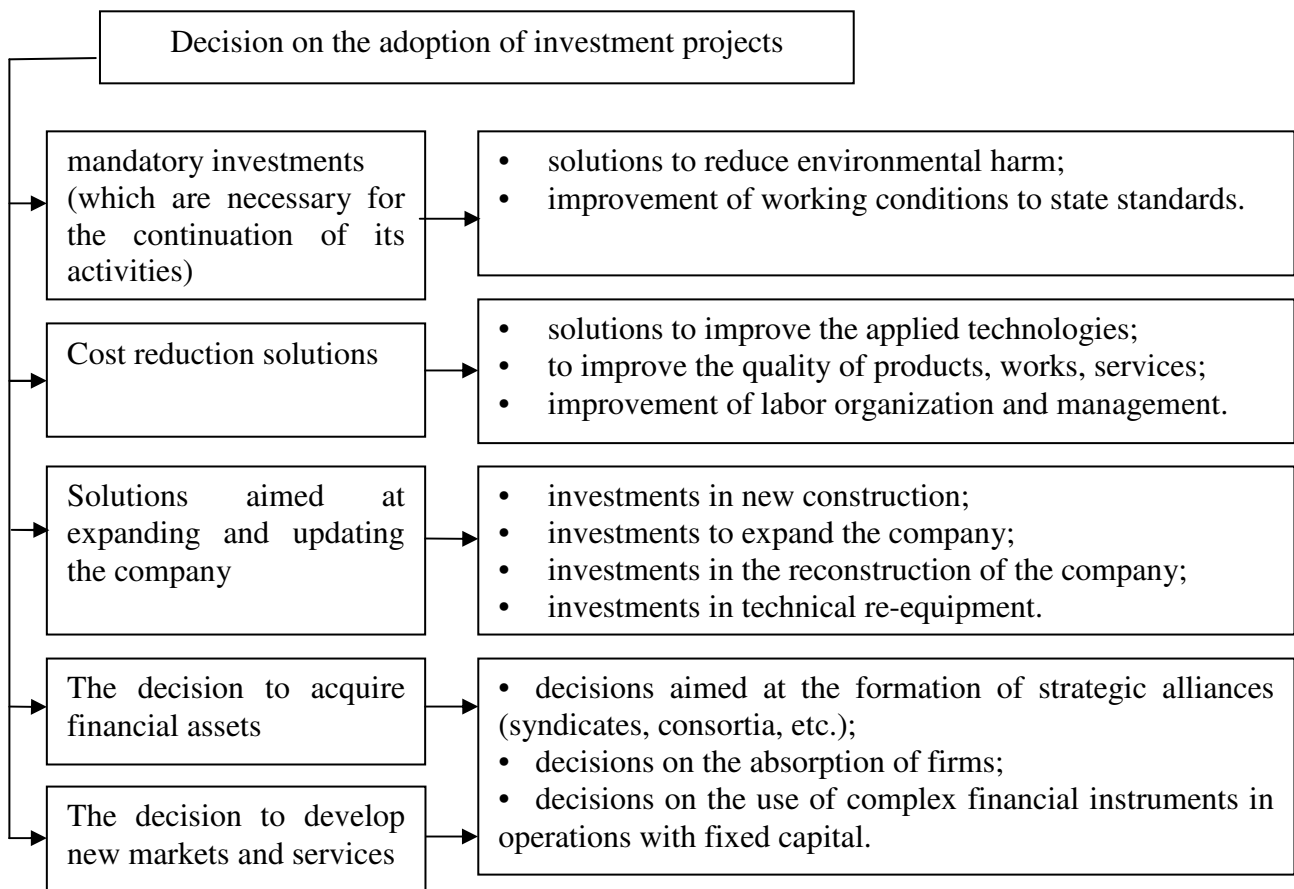 Decision on the adoption of investment projects
mandatory investments
(which are necessary for
the continuation of its
activities)
• solutions to reduce environmental harm;
• improvement of working conditions to state standards.
Cost reduction solutions
• solutions to improve the applied technologies;
• to improve the quality of products, works, services;
• improvement of labor organization and management.
Solutions aimed at
expanding and updating
the company
• investments in new construction;
• investments to expand the company;
• investments in the reconstruction of the company;
• investments in technical re-equipment.
The decision to acquire
financial assets
The decision to develop
new markets and services
• decisions aimed at the formation of strategic alliances
(syndicates, consortia, etc.);
• decisions on the absorption of firms;
• decisions on the use of complex financial instruments in
operations with fixed capital.